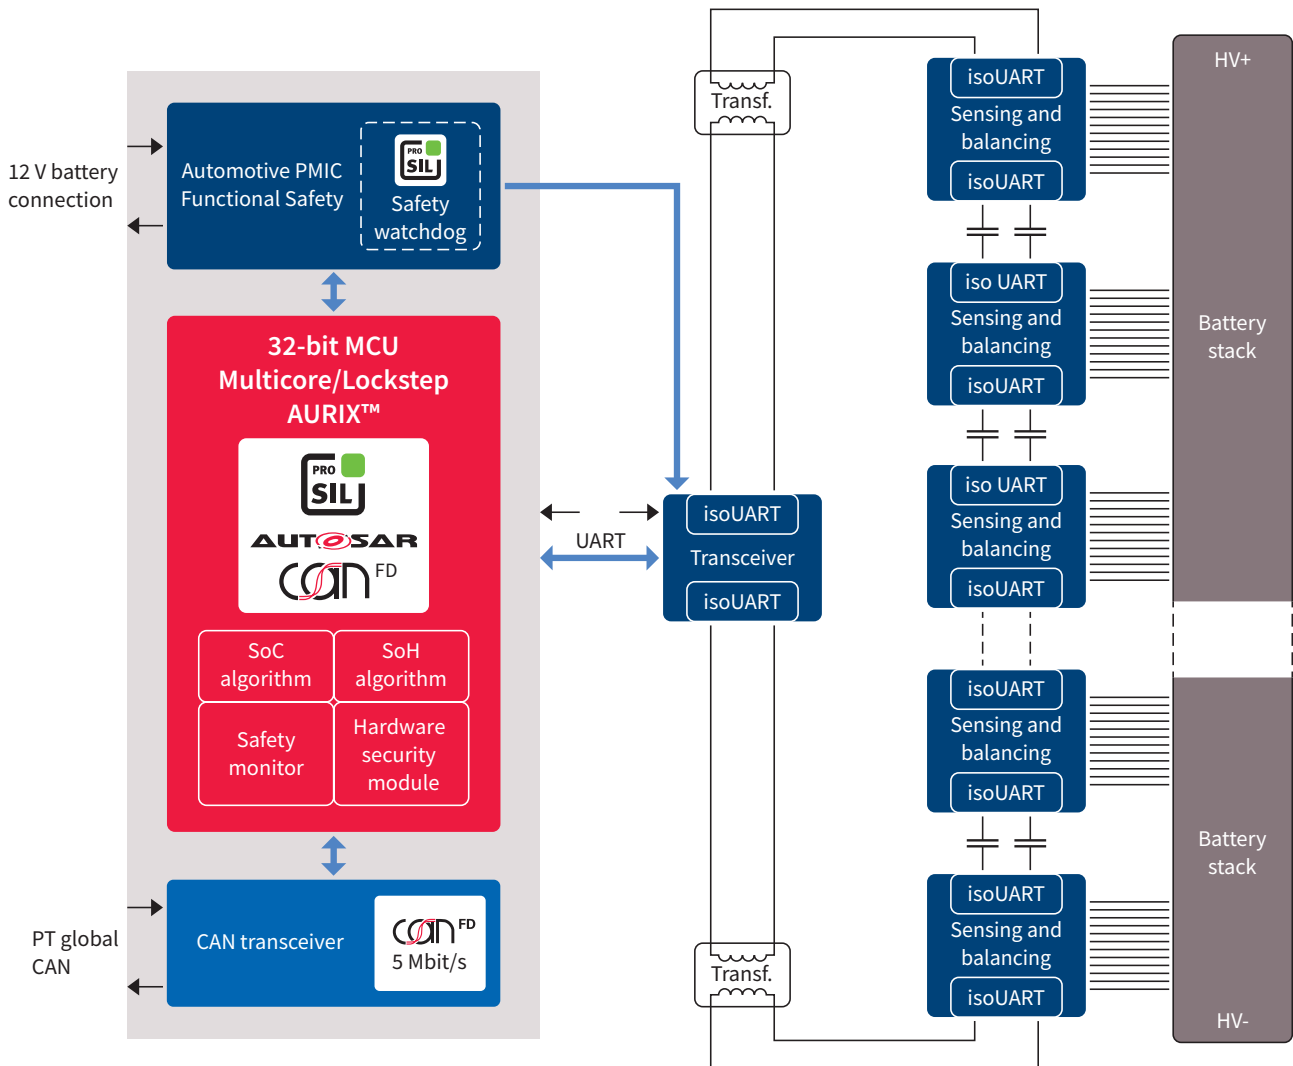 12 V battery
connection
Automotive PMIC
Functional Safety
PRO
SIL
Safety
watchdog
32-bit MCU
Multicore/Lockstep
AURIX™
PRO
SIL
AUTOSAR
CAN FD
SoC
algorithm
SoH
algorithm
Safety
monitor
Hardware
security
module
PT global
CAN
CAN transceiver
CAN FD
5 Mbit/s
UART
Transf.
isoUART
Transceiver
isoUART
Transf.
isoUART
Sensing and
balancing
isoUART
iso UART
Sensing and
balancing
isoUART
iso UART
Sensing and
balancing
isoUART
isoUART
Sensing and
balancing
isoUART
isoUART
Sensing and
balancing
isoUART
HV+
Battery
stack
Battery
stack
HV-